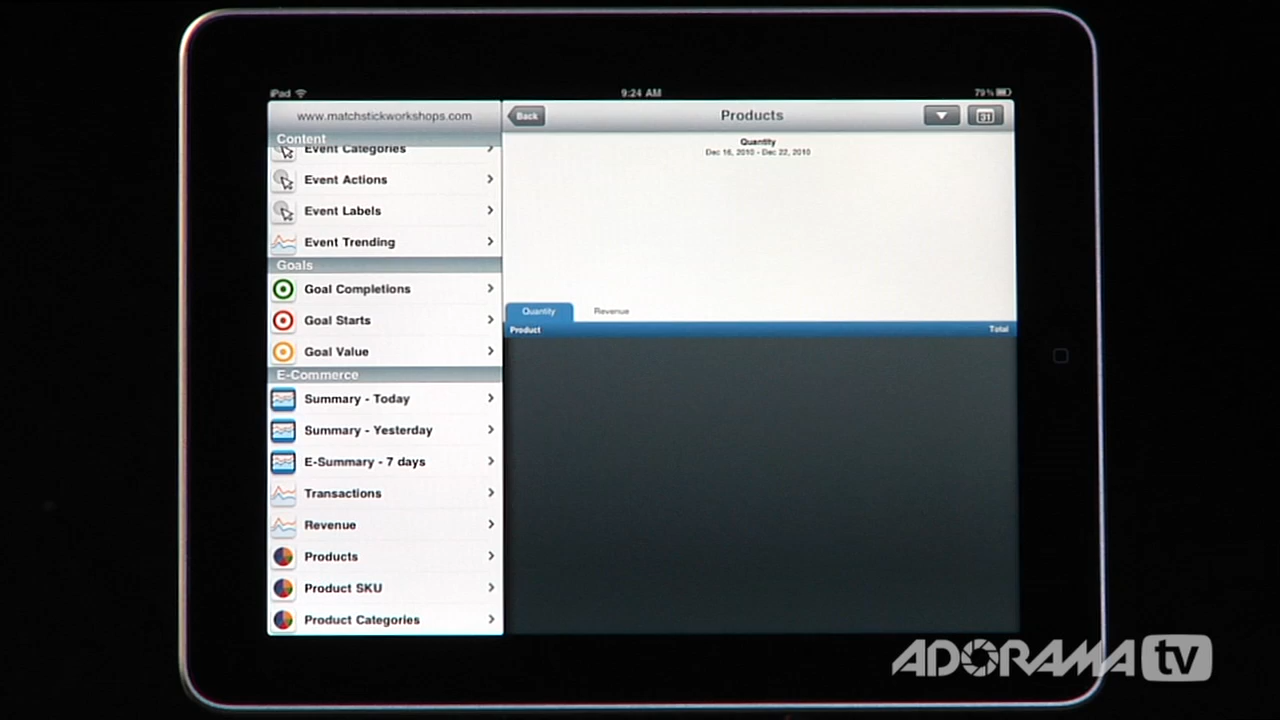 iPad
9:24 AM
79%
www.matchstickworkshops.com
Back
Products
31
Content
Event Categories
Event Actions
Event Labels
Event Trending
Goals
Goal Completions
Goal Starts
Goal Value
E-Commerce
Summary - Today
Summary - Yesterday
E-Summary - 7 days
Transactions
Revenue
Products
Product SKU
Product Categories
Quantity
Dec 16, 2010 - Dec 22, 2010
Quantity
Revenue
Product
Total
ADORAMA tv